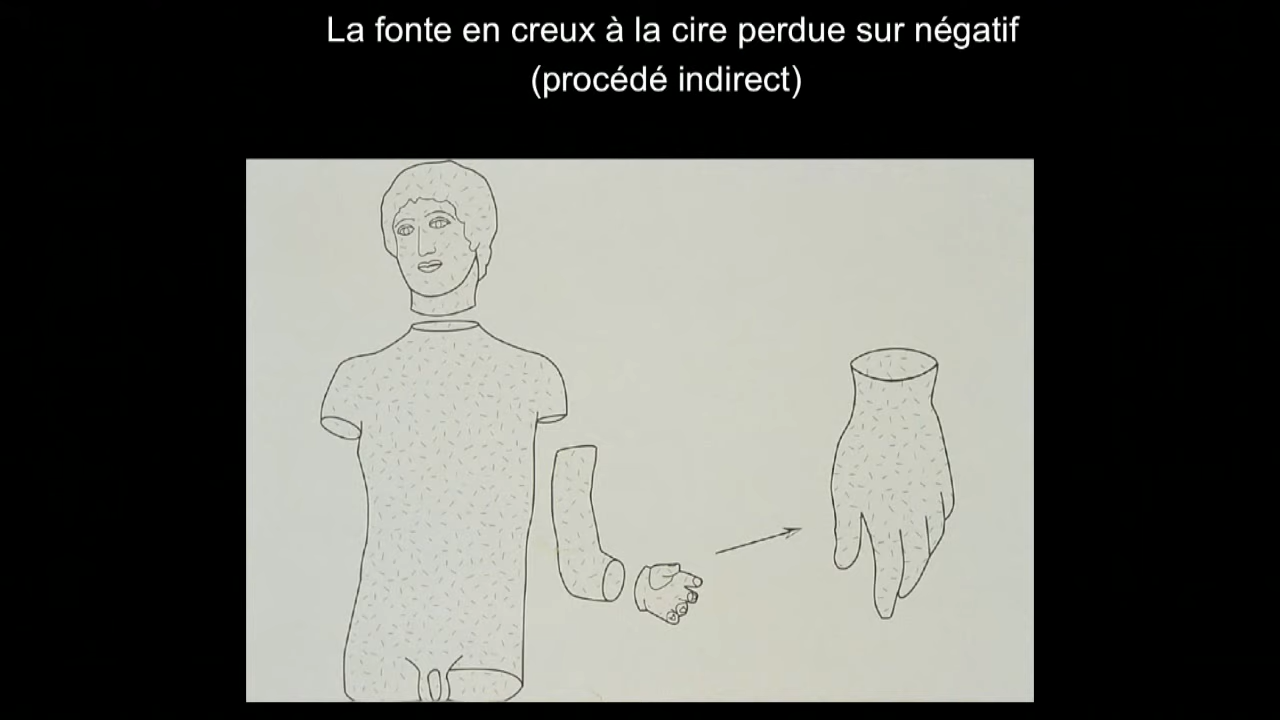 La fonte en creux à la cire perdue sur négatif
(procédé indirect)